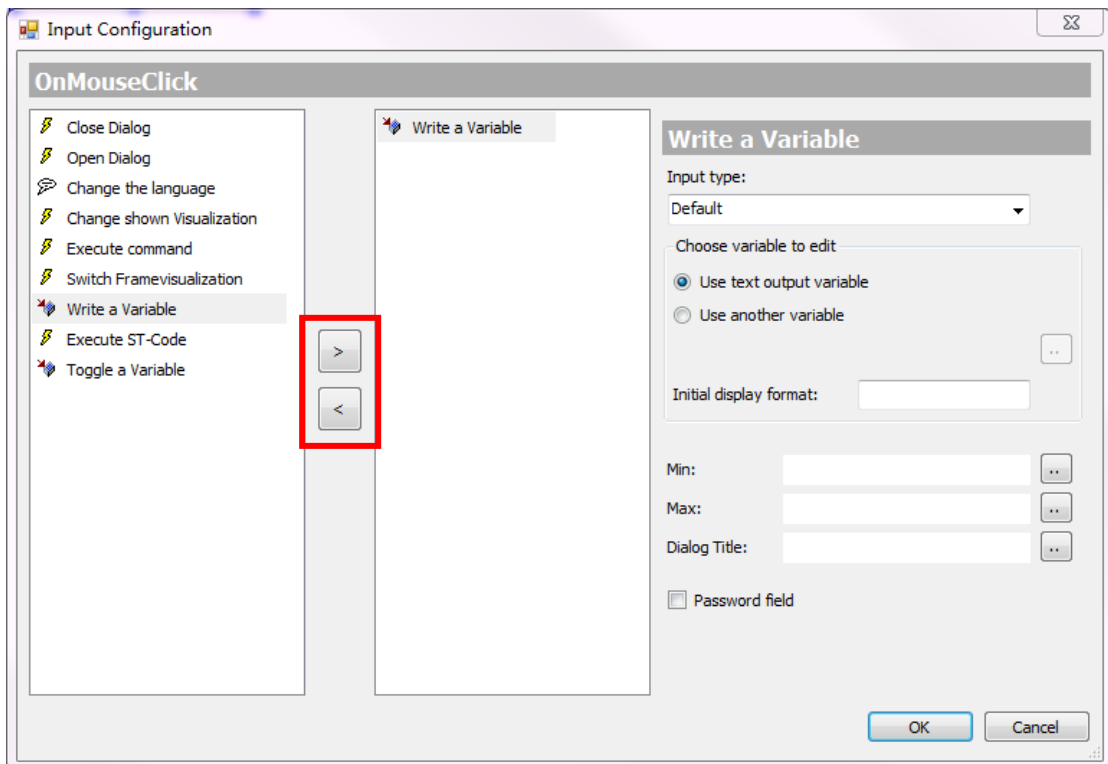 Input Configuration
OnMouseClick
Close Dialog
Open Dialog
Change the language
Change shown Visualization
Execute command
Switch Framevisualization
Write a Variable
Execute ST-Code
Toggle a Variable
>
<
Write a Variable
Write a Variable
Input type:
Default
Choose variable to edit
Use text output variable
Use another variable
..
Initial display format:
Min:
..
Max:
..
Dialog Title:
..
Password field
OK
Cancel